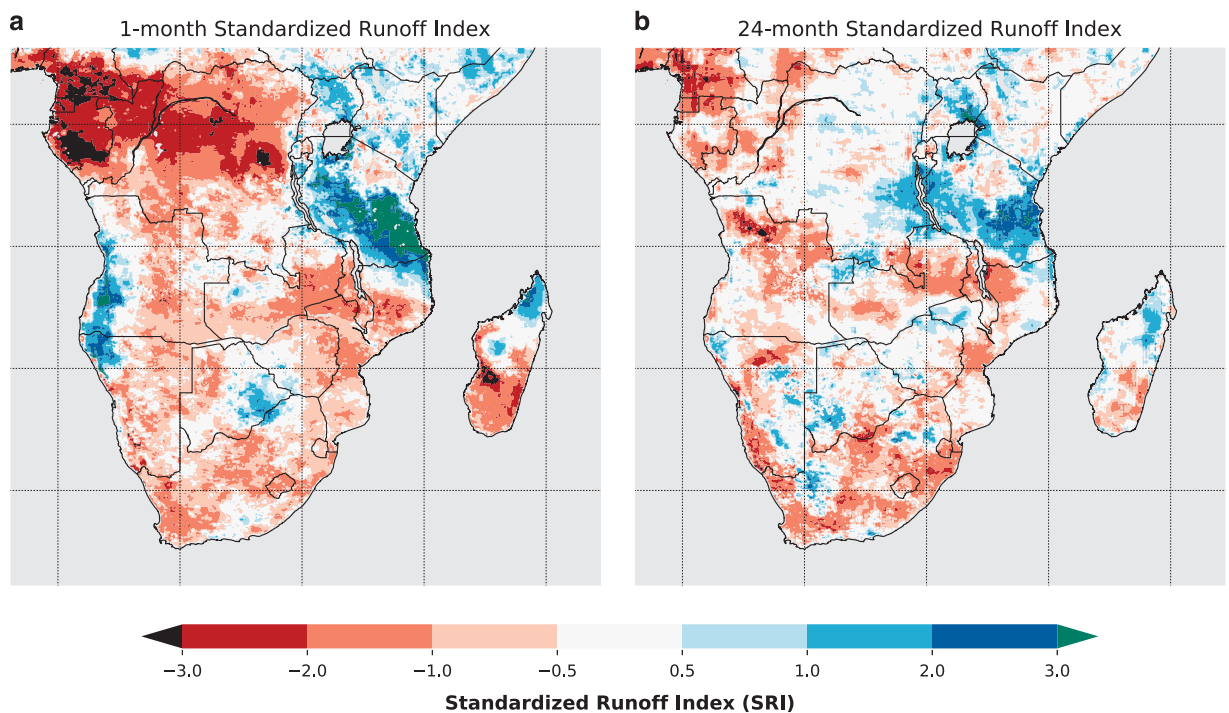 a
1-month Standardized Runoff Index
b
24-month Standardized Runoff Index
−3.0 −2.0 −1.0 −0.5 0.5 1.0 2.0 3.0
Standardized Runoff Index (SRI)